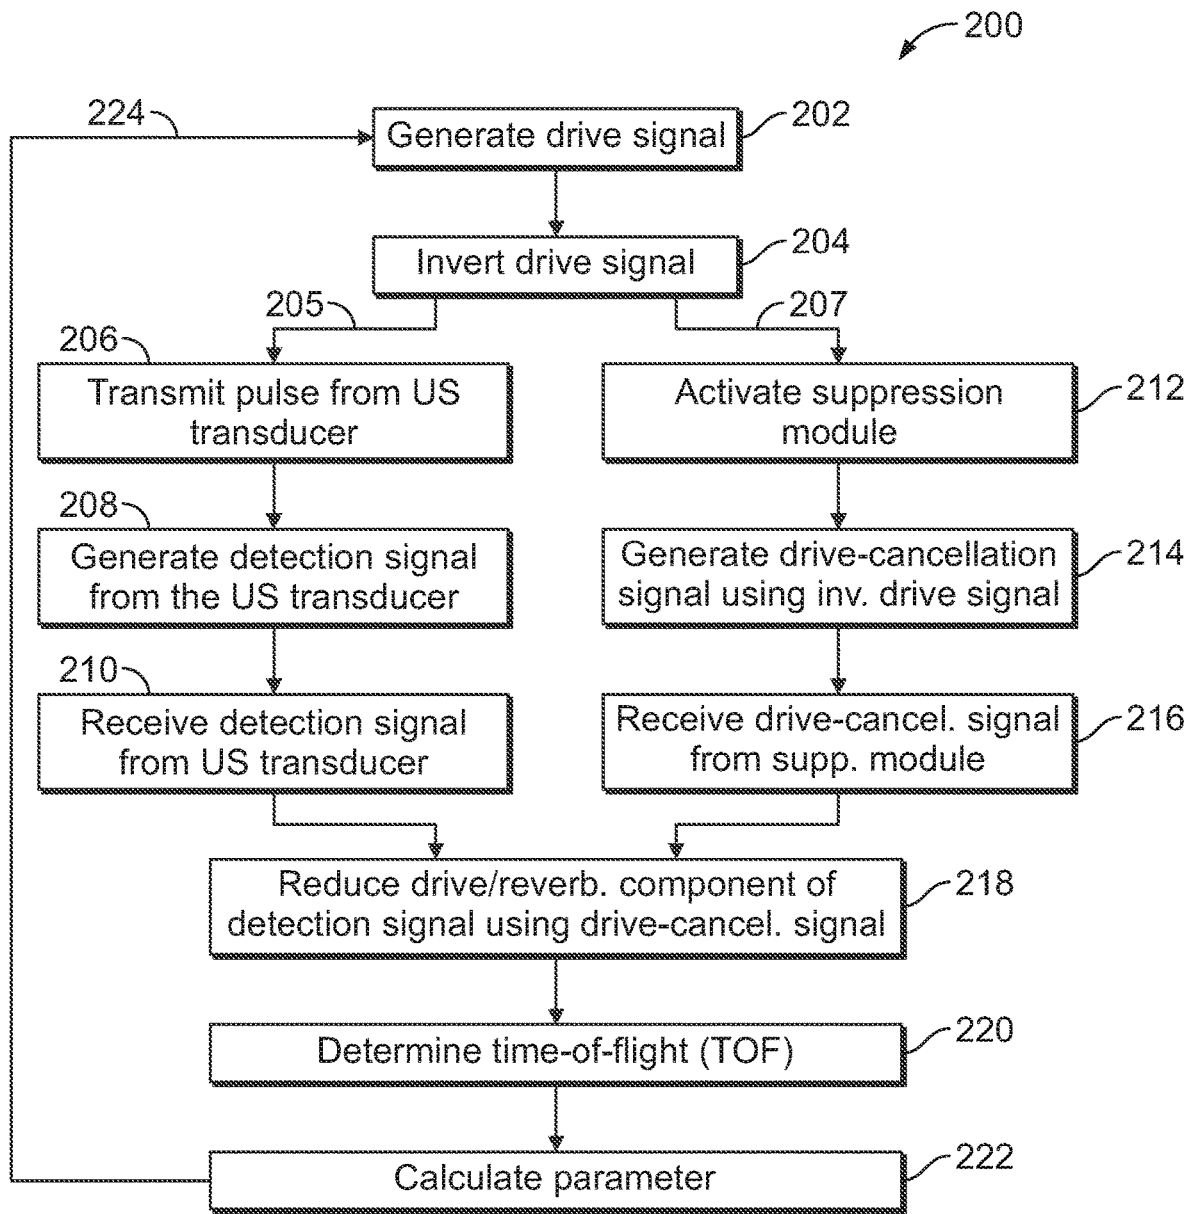 200
224
Generate drive signal
202
Invert drive signal
204
205
207
206
Transmit pulse from US
transducer
Activate suppression
module
212
208
Generate detection signal
from the US transducer
Generate drive-cancellation
signal using inv. drive signal
214
210
Receive detection signal
from US transducer
Receive drive-cancel. signal
from supp. module
216
Reduce drive/reverb. component of
detection signal using drive-cancel. signal
218
Determine time-of-flight (TOF)
220
Calculate parameter
222